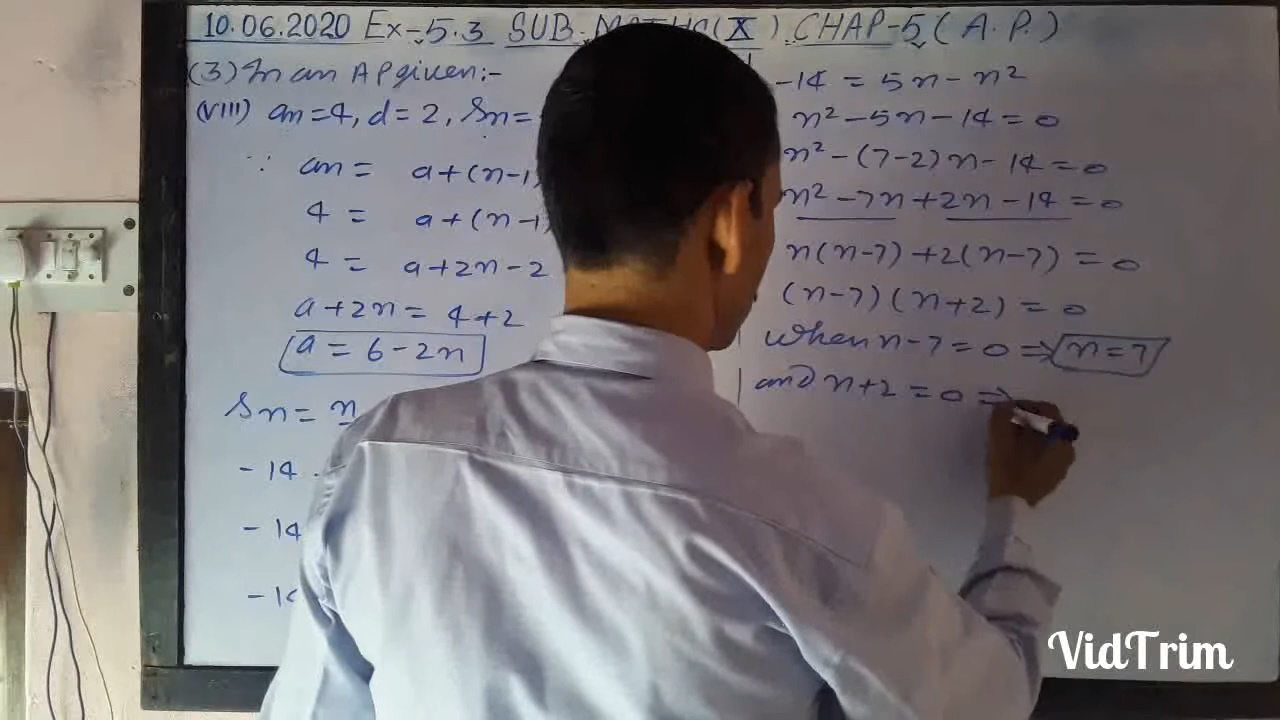 10.06.2020 Ex-5.3 SUB. MATHS(X). CHAP-5(A.P.)
(3) In an AP given:-
(VIII) an=4, d=2, Sn=
∵ an= a+(n-1)
4 = a+(n-1)
4 = a+2n-2
a+2n= 4+2
a = 6-2n
Sn= n
-14
-14
-14
-14 = 5n-n²
n²-5n-14=0
n²-(7-2)n-14=0
n²-7n+2n-14=0
n(n-7)+2(n-7)=0
(n-7)(n+2)=0
when n-7=0⇒ n=7
and n+2=0⇒
VidTrim